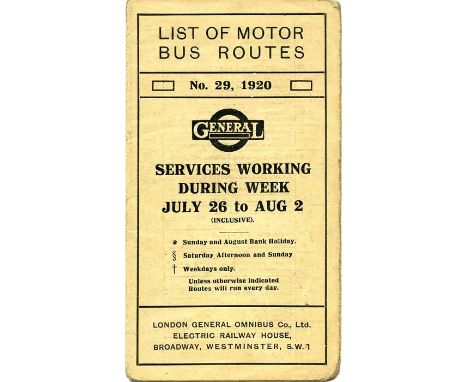 LIST OF MOTOR
BUS ROUTES
No. 29, 1920
GENERAL
SERVICES WORKING
DURING WEEK
JULY 26 to AUG 2
(INCLUSIVE).
* Sunday and August Bank Holiday.
§ Saturday Afternoon and Sunday
† Weekdays only.
Unless otherwise indicated
Routes will run every day.
LONDON GENERAL OMNIBUS Co., Ltd.
ELECTRIC RAILWAY HOUSE,
BROADWAY, WESTMINSTER, S.W.1